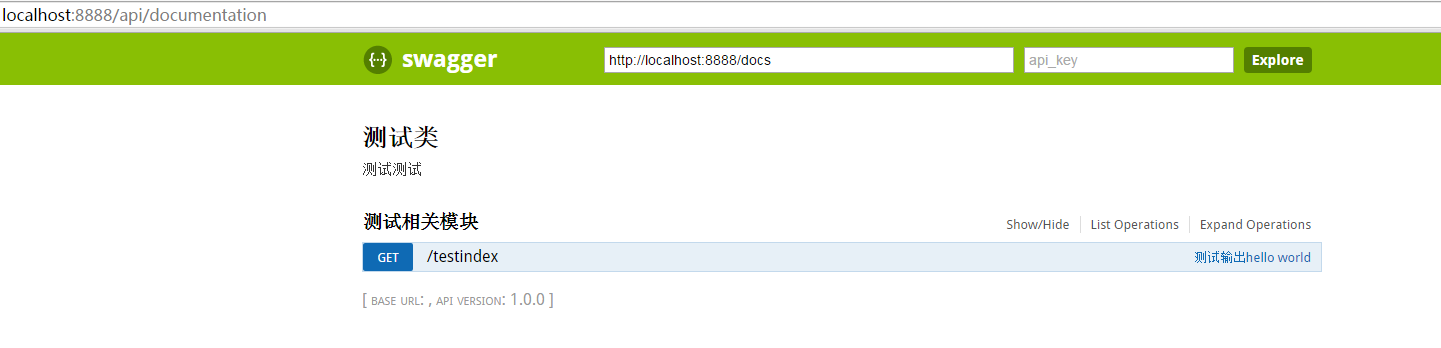 localhost:8888/api/documentation
{··} swagger http://localhost:8888/docs api_key Explore
测试类
测试测试
测试相关模块 Show/Hide List Operations Expand Operations
GET /testindex 测试输出hello world
[ BASE URL: , API VERSION: 1.0.0 ]